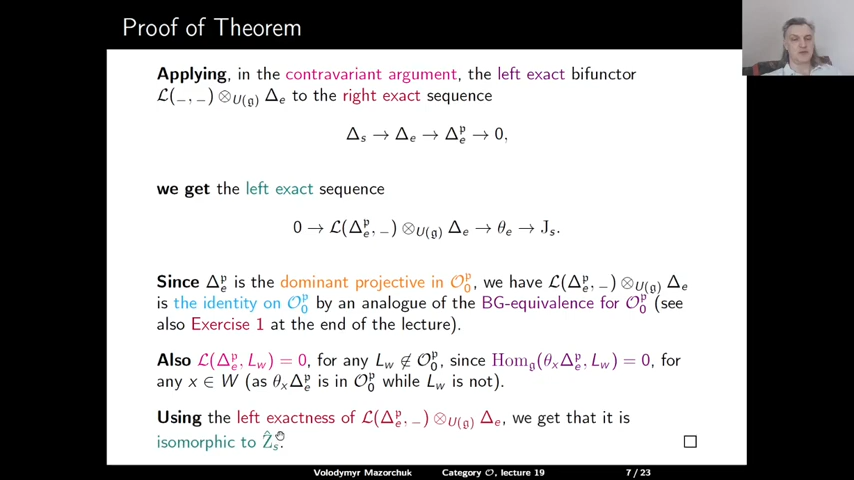 Proof of Theorem
Applying, in the contravariant argument, the left exact bifunctor
ℒ(₋,₋) ⊗_{U(𝔤)} Δ_e to the right exact sequence
Δ_s → Δ_e → Δ_e^𝔭 → 0,
we get the left exact sequence
0 → ℒ(Δ_e^𝔭, ₋) ⊗_{U(𝔤)} Δ_e → θ_e → J_s.
Since Δ_e^𝔭 is the dominant projective in 𝒪_0^𝔭, we have ℒ(Δ_e^𝔭, −) ⊗_{U(𝔤)} Δ_e
is the identity on 𝒪_0^𝔭 by an analogue of the BG-equivalence for 𝒪_0^𝔭 (see
also Exercise 1 at the end of the lecture).
Also ℒ(Δ_e^𝔭, L_w) = 0, for any L_w ∉ 𝒪_0^𝔭, since Hom_𝔤(θ_xΔ_e^𝔭, L_w) = 0, for
any x ∈ W (as θ_xΔ_e^𝔭 is in 𝒪_0^𝔭 while L_w is not).
Using the left exactness of ℒ(Δ_e^𝔭, ₋) ⊗_{U(𝔤)} Δ_e, we get that it is
isomorphic to Ẑ_s. □
Volodymyr Mazorchuk Category 𝒪, lecture 19 7 / 23